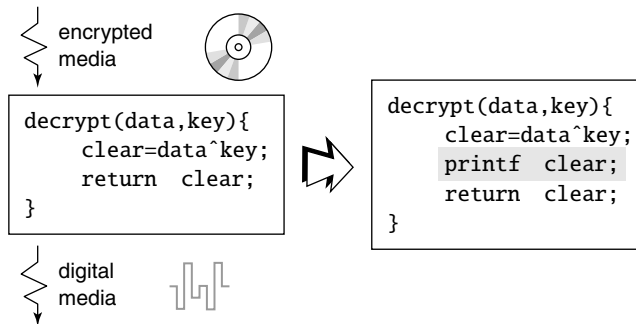 encrypted
media
decrypt(data,key){
clear=data^key;
return clear;
}
digital
media
decrypt(data,key){
clear=data^key;
printf clear;
return clear;
}